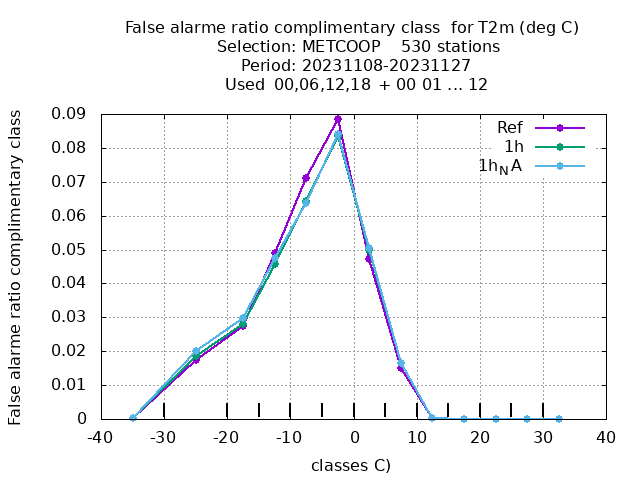 False alarme ratio complimentary class  for T2m (deg C)
Selection: METCOOP    530 stations
Period: 20231108-20231127
Used  00,06,12,18 + 00 01 ... 12
False alarme ratio complimentary class
0.09
0.08
0.07
0.06
0.05
0.04
0.03
0.02
0.01
0
Ref
1h
1h_N A
-40 -30 -20 -10 0 10 20 30 40
classes C)